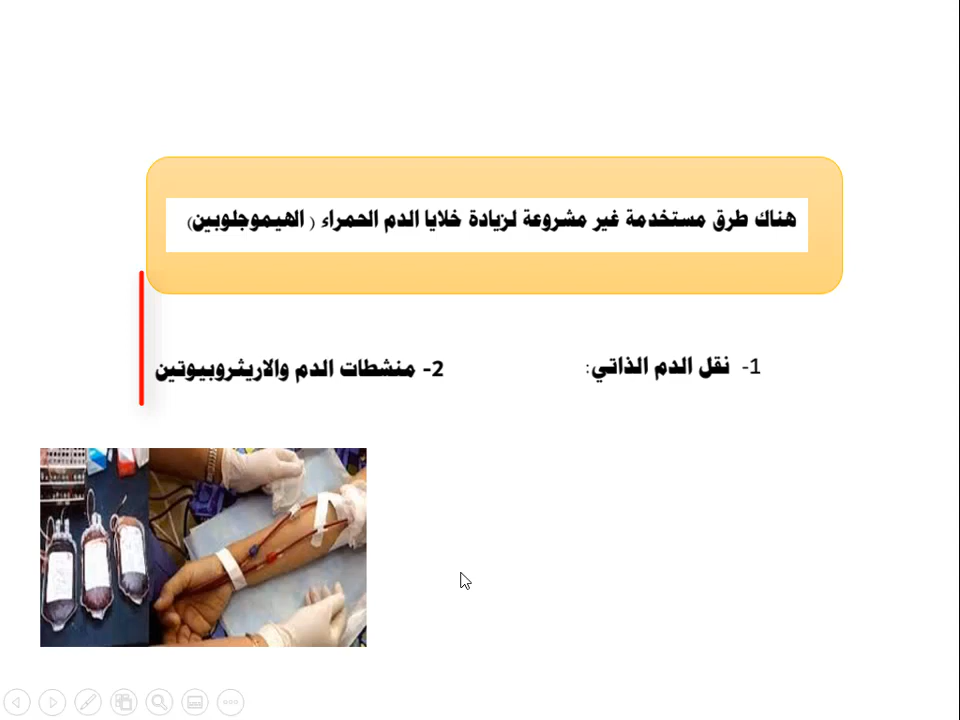 هناك طرق مستخدمة غير مشروعة لزيادة خلايا الدم الحمراء ( الهيموجلوبين)
1- نقل الدم الذاتي:
2- منشطات الدم والاريثروبيوتين